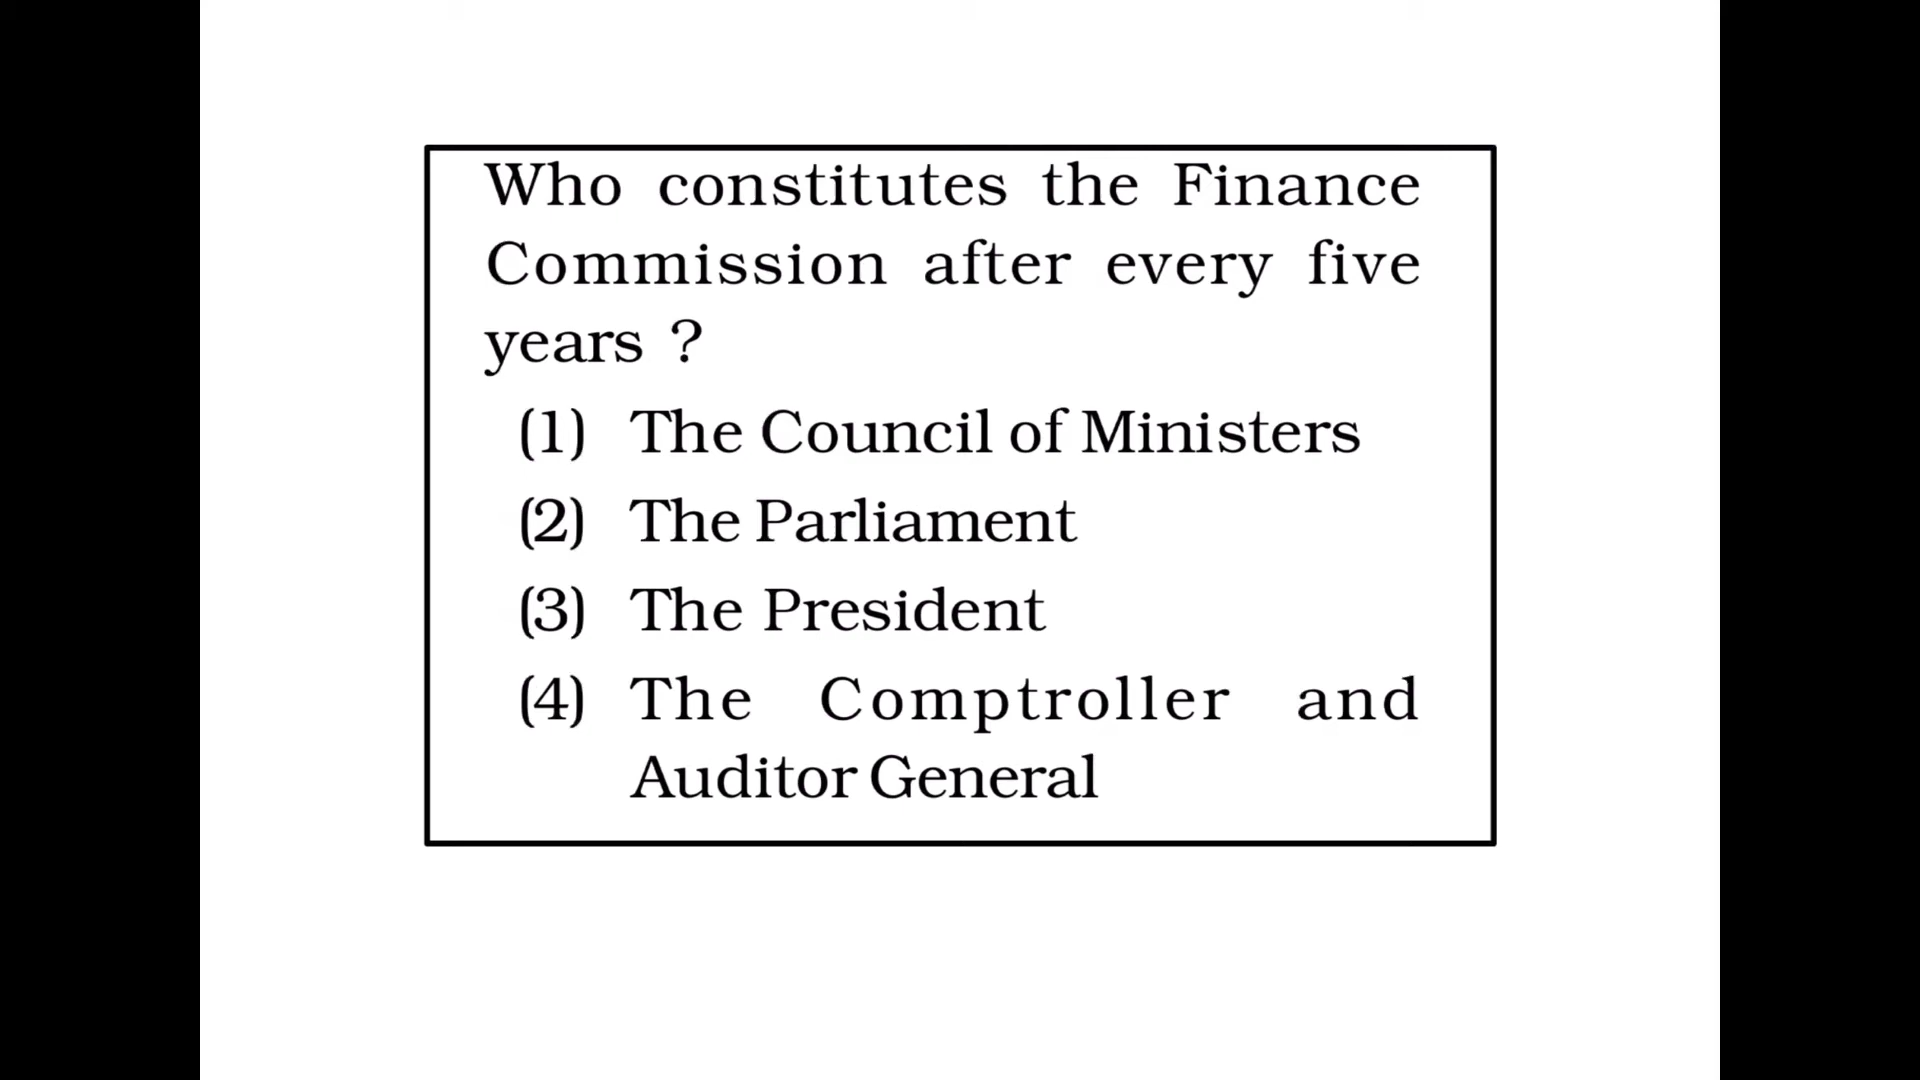 Who constitutes the Finance
Commission after every five
years ?
(1) The Council of Ministers
(2) The Parliament
(3) The President
(4) The Comptroller and
Auditor General